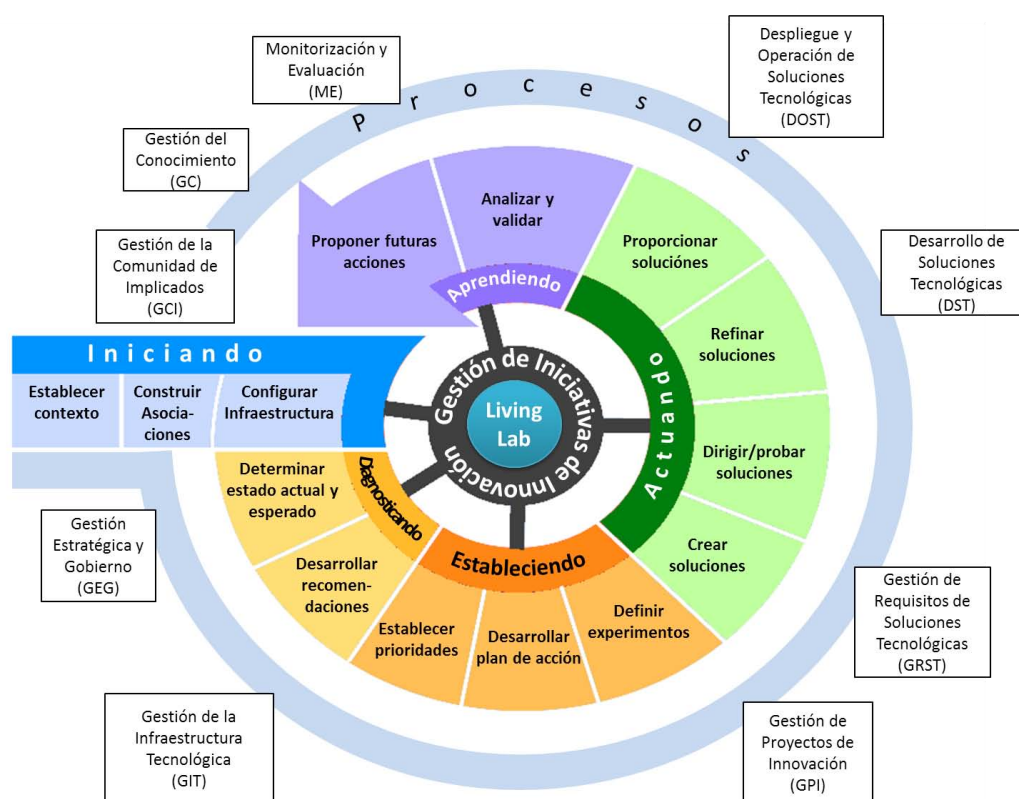 Monitorización y
Evaluación
(ME)
Despliegue y
Operación de
Soluciones
Tecnológicas
(DOST)
Procesos
Gestión del
Conocimiento
(GC)
Gestión de la
Comunidad de
Implicados
(GCI)
Desarrollo de
Soluciones
Tecnológicas
(DST)
Proponer futuras
acciones
Analizar y
validar
Aprendiendo
Proporcionar
soluciónes
Refinar
soluciones
Dirigir/probar
soluciones
Crear
soluciones
Actuando
Iniciando
Establecer
contexto
Construir
Asocia-
ciones
Configurar
Infraestructura
Gestión de Iniciativas de Innovación
Living
Lab
Determinar
estado actual y
esperado
Desarrollar
recomen-
daciones
Diagnosticando
Estableciendo
Establecer
prioridades
Desarrollar
plan de acción
Definir
experimentos
Gestión
Estratégica y
Gobierno
(GEG)
Gestión de
Requisitos de
Soluciones
Tecnológicas
(GRST)
Gestión de la
Infraestructura
Tecnológica
(GIT)
Gestión de
Proyectos de
Innovación
(GPI)